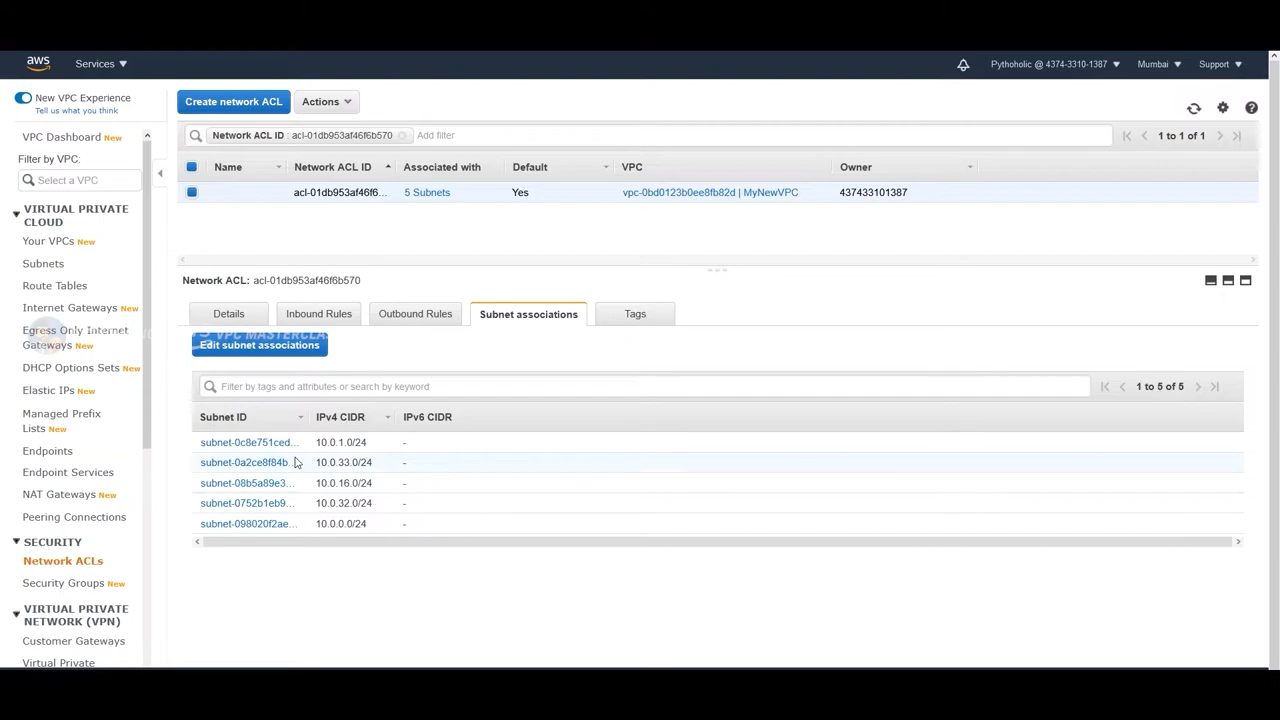 aws Services Pythoholic @ 4374-3310-1387 Mumbai Support
New VPC Experience
Tell us what you think
VPC Dashboard New
Filter by VPC:
Select a VPC
VIRTUAL PRIVATE
CLOUD
Your VPCs New
Subnets
Route Tables
Internet Gateways New
Egress Only Internet
Gateways New
DHCP Options Sets New
Elastic IPs New
Managed Prefix
Lists New
Endpoints
Endpoint Services
NAT Gateways New
Peering Connections
SECURITY
Network ACLs
Security Groups New
VIRTUAL PRIVATE
NETWORK (VPN)
Customer Gateways
Virtual Private
Create network ACL Actions
Network ACL ID : acl-01db953af46f6b570 Add filter 1 to 1 of 1
Name Network ACL ID Associated with Default VPC Owner
acl-01db953af46f6... 5 Subnets Yes vpc-0bd0123b0ee8fb82d | MyNewVPC 437433101387
Network ACL: acl-01db953af46f6b570
Details Inbound Rules Outbound Rules Subnet associations Tags
VPC MASTERCLAS
Edit subnet associations
Filter by tags and attributes or search by keyword 1 to 5 of 5
Subnet ID IPv4 CIDR IPv6 CIDR
subnet-0c8e751ced... 10.0.1.0/24 -
subnet-0a2ce8f84b... 10.0.33.0/24 -
subnet-08b5a89e3... 10.0.16.0/24 -
subnet-0752b1eb9... 10.0.32.0/24 -
subnet-098020f2ae... 10.0.0.0/24 -